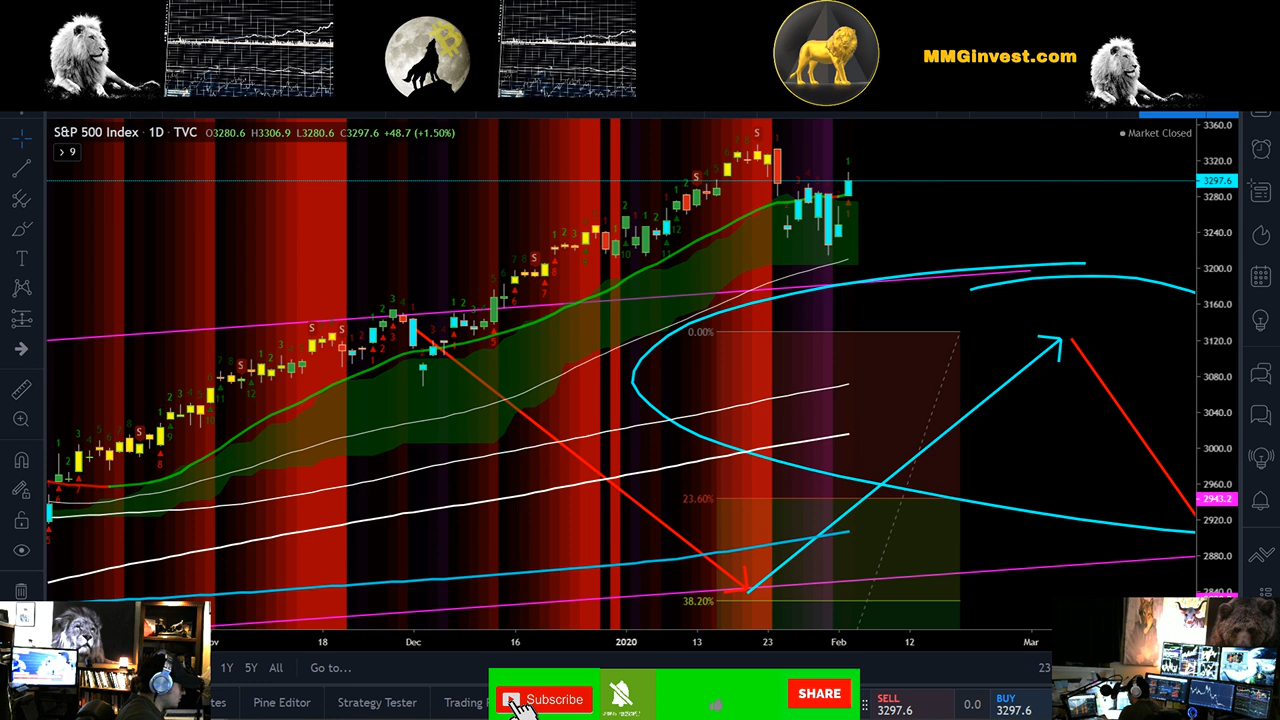 MMGinvest.com
S&P 500 Index · 1D · TVC O3280.6 H3306.9 L3280.6 C3297.6 +48.7 (+1.50%)
Market Closed
> 9
3360.0
3320.0
3297.6
3280.0
3240.0
3200.0
3160.0
3120.0
3080.0
3040.0
3000.0
2960.0
2943.2
2920.0
2880.0
2840.0
0.00%
23.60%
38.20%
18
Dec
16
2020
13
23
Feb
12
Mar
1Y 5Y All Go to...
23
Pine Editor
Strategy Tester
Trading
Subscribe
SHARE
SELL
3297.6
0.0
BUY
3297.6